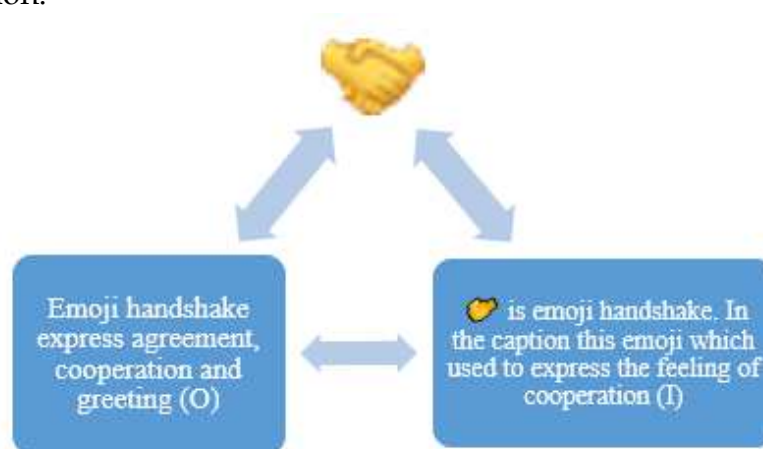 ion.
Emoji handshake
express agreement,
cooperation and
greeting (O)
🤝 is emoji handshake. In
the caption this emoji which
used to express the feeling of
cooperation (I)